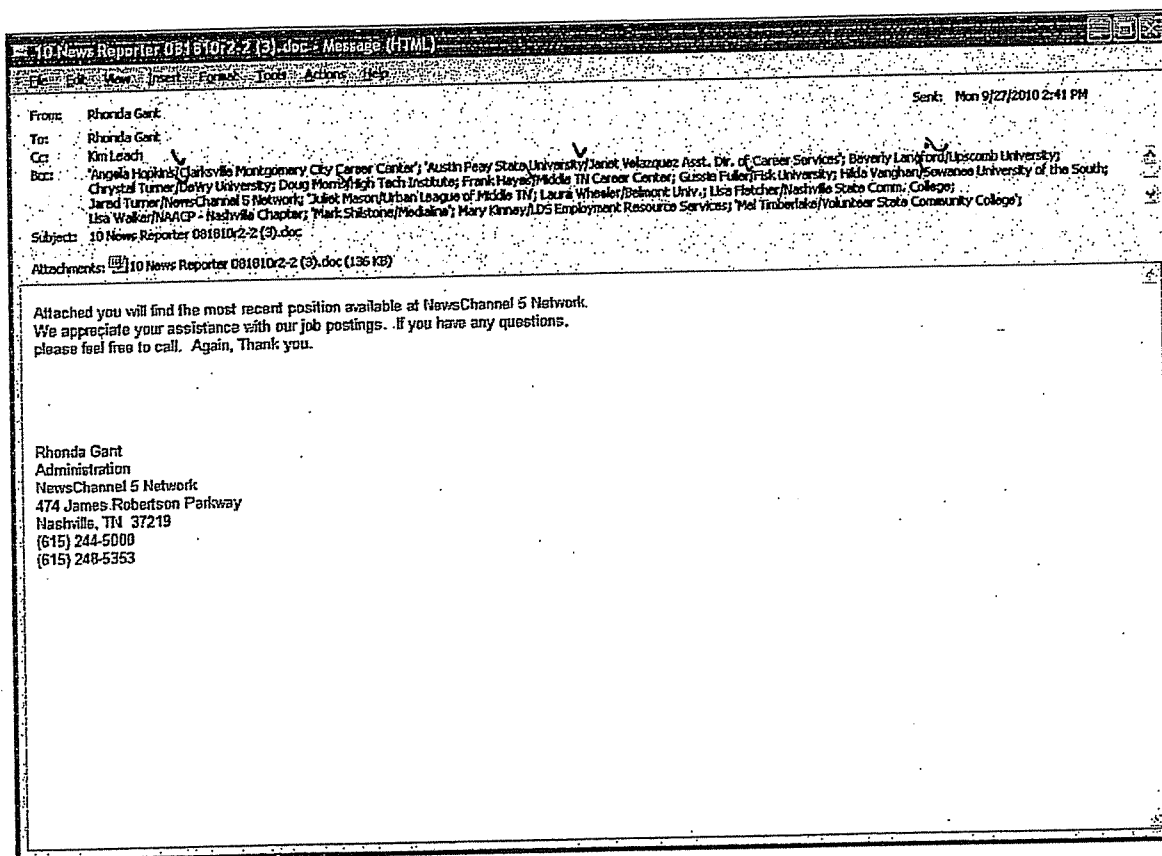 10 News Reporter 081810r2-2 (3).doc - Message (HTML)
File Edit View Insert Format Tools Actions Help
Sent: Mon 9/27/2010 2:41 PM
From: Rhonda Gant
To: Rhonda Gant
Cc: Kim Leach
Bcc: 'Angela Hopkins/Clarksville Montgomery City Career Center'; 'Austin Peay State University/Janet Velazquez Asst. Dir. of Career Services'; Beverly Langford/Lipscomb University;
Chrystal Turner/DeVry University; Doug Morris/High Tech Institute; Frank Hayes/Middle TN Career Center; Gussie Fuller/Fisk University; Hilda Vanghan/Sewanee University of the South;
Jared Turner/NewsChannel 5 Network; 'Juliet Mason/Urban League of Middle TN'; Laura Wheeler/Belmont Univ.; Lisa Fletcher/Nashville State Comm. College;
Lisa Walker/NAACP - Nashville Chapter; 'Mark Shilstone/Medialine'; Mary Kinney/LDS Employment Resource Services; 'Mel Timberlake/Volunteer State Community College';
Subject: 10 News Reporter 081810r2-2 (3).doc
Attachments: 10 News Reporter 081810r2-2 (3).doc (136 KB)
Attached you will find the most recent position available at NewsChannel 5 Network.
We appreciate your assistance with our job postings. .If you have any questions,
please feel free to call. Again, Thank you.
Rhonda Gant
Administration
NewsChannel 5 Network
474 James Robertson Parkway
Nashville, TN 37219
(615) 244-5000
(615) 248-5353